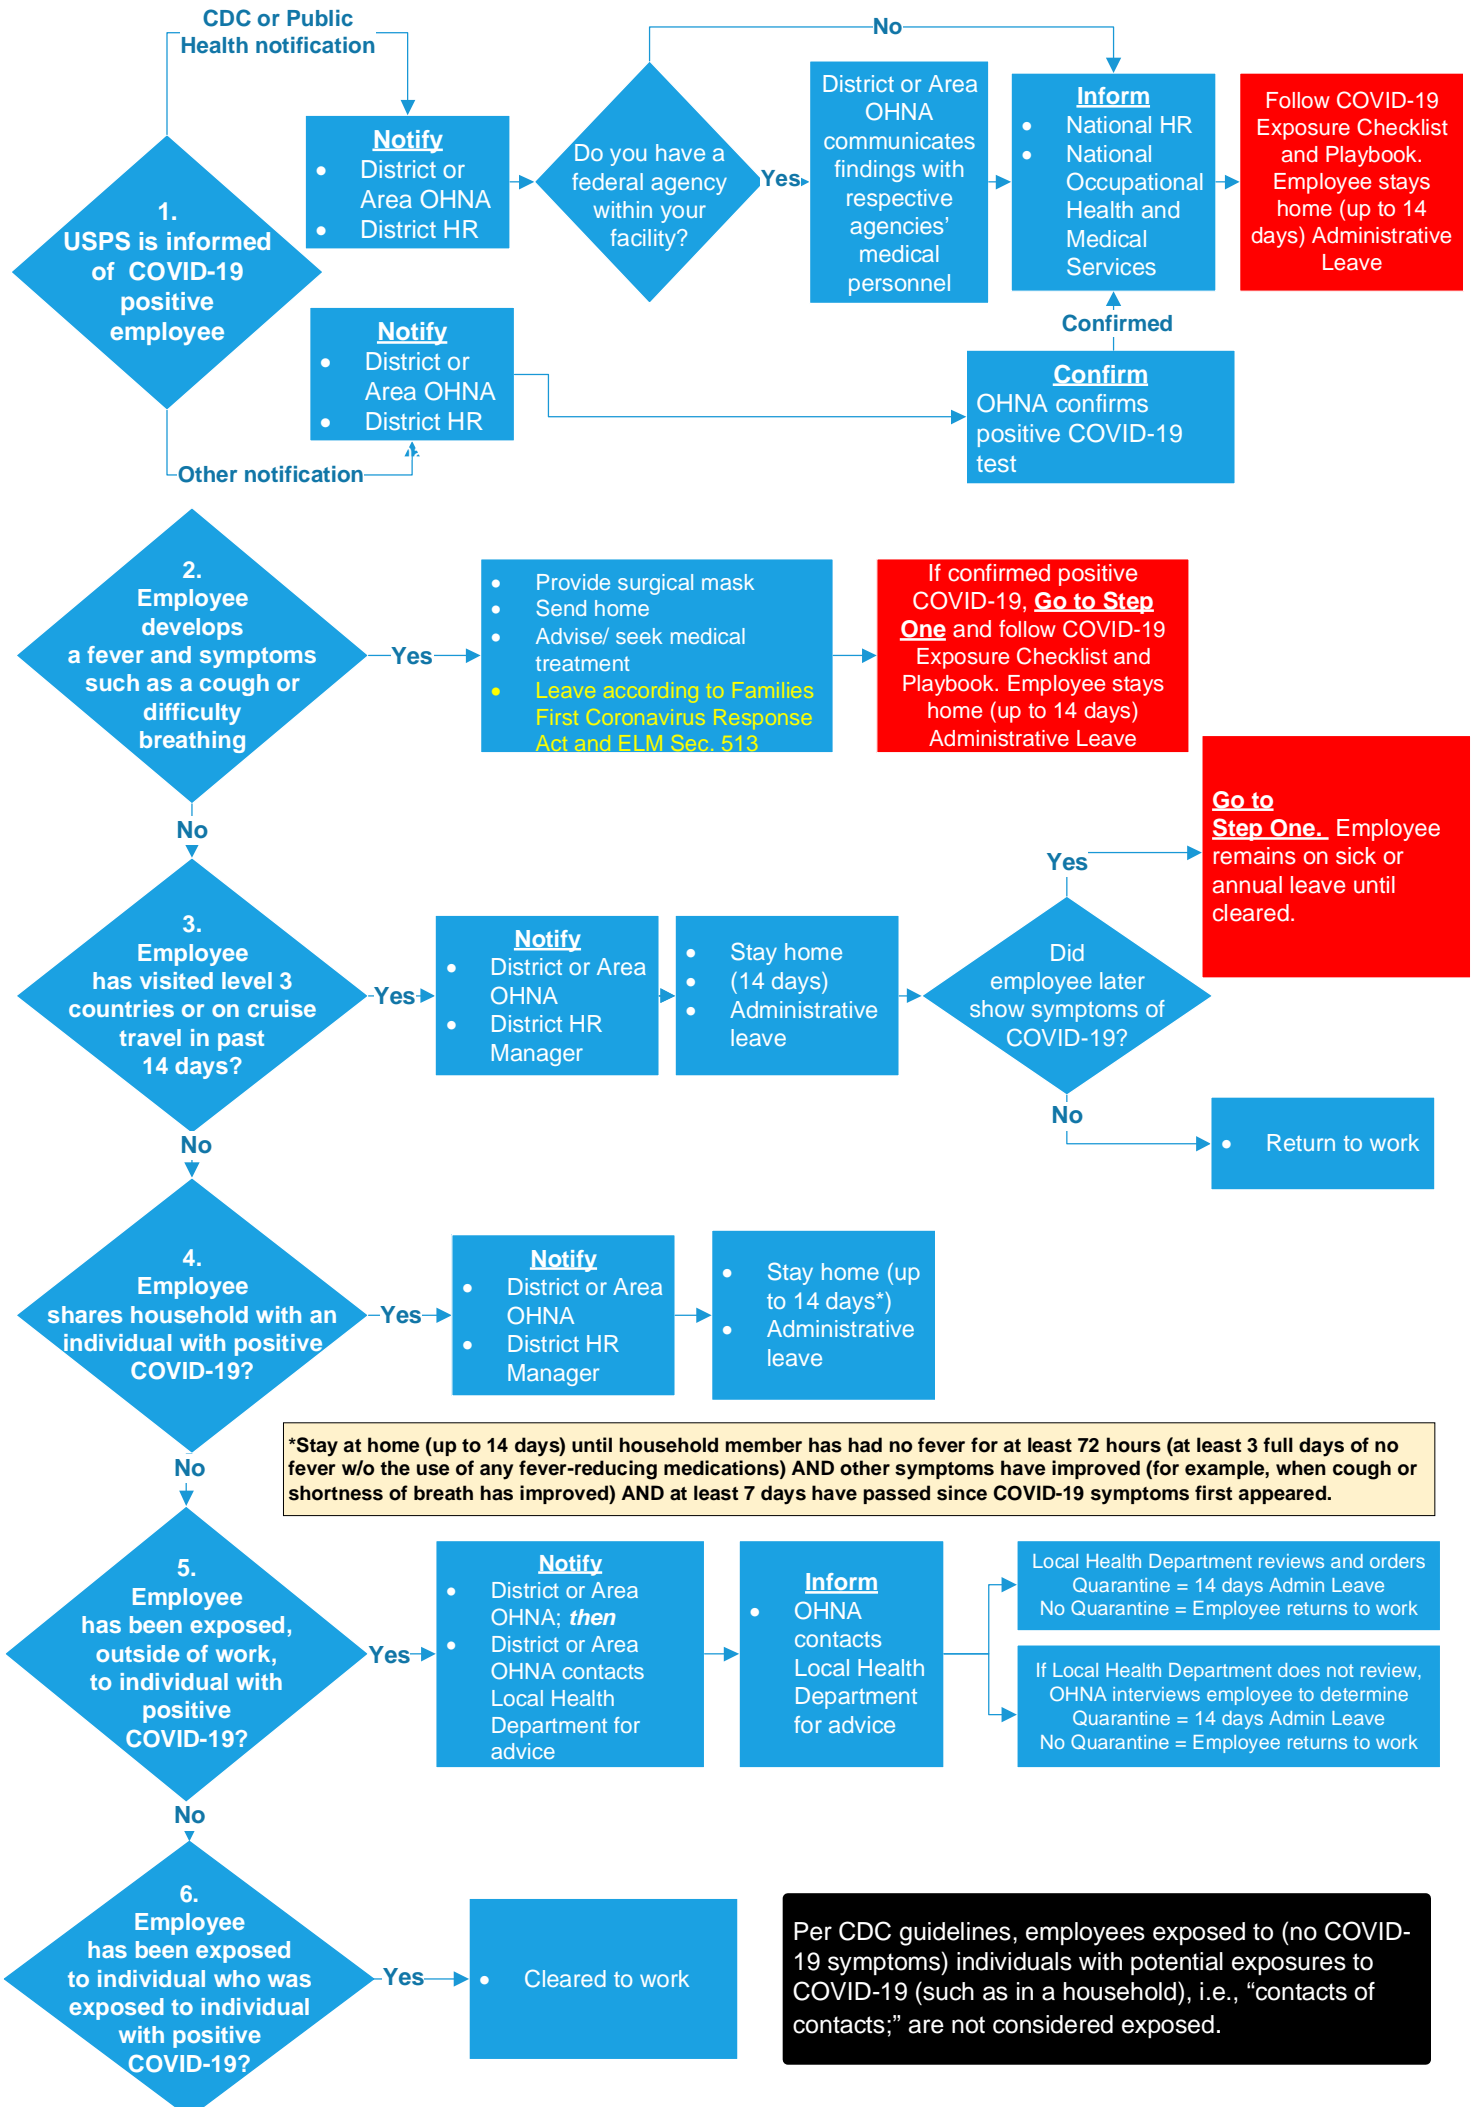 CDC or Public
Health notification
No
1.
USPS is informed
of COVID-19
positive
employee
Notify
• District or
Area OHNA
• District HR
Do you have a
federal agency
within your
facility?
Yes
District or Area
OHNA
communicates
findings with
respective
agencies’
medical
personnel
Inform
• National HR
• National
Occupational
Health and
Medical
Services
Follow COVID-19
Exposure Checklist
and Playbook.
Employee stays
home (up to 14
days) Administrative
Leave
Notify
• District or
Area OHNA
• District HR
Confirmed
Confirm
OHNA confirms
positive COVID-19
test
Other notification
2.
Employee
develops
a fever and symptoms
such as a cough or
difficulty
breathing
Yes
• Provide surgical mask
• Send home
• Advise/ seek medical
treatment
• Leave according to Families
First Coronavirus Response
Act and ELM Sec. 513
If confirmed positive
COVID-19, Go to Step
One and follow COVID-19
Exposure Checklist and
Playbook. Employee stays
home (up to 14 days)
Administrative Leave
No
3.
Employee
has visited level 3
countries or on cruise
travel in past
14 days?
Yes
Notify
• District or Area
OHNA
• District HR
Manager
• Stay home
• (14 days)
• Administrative
leave
Did
employee later
show symptoms of
COVID-19?
Yes
Go to
Step One. Employee
remains on sick or
annual leave until
cleared.
No
• Return to work
No
4.
Employee
shares household with an
individual with positive
COVID-19?
Yes
Notify
• District or Area
OHNA
• District HR
Manager
• Stay home (up
to 14 days*)
• Administrative
leave
*Stay at home (up to 14 days) until household member has had no fever for at least 72 hours (at least 3 full days of no
fever w/o the use of any fever-reducing medications) AND other symptoms have improved (for example, when cough or
shortness of breath has improved) AND at least 7 days have passed since COVID-19 symptoms first appeared.
No
5.
Employee
has been exposed,
outside of work,
to individual with
positive
COVID-19?
Yes
Notify
• District or Area
OHNA; then
• District or Area
OHNA contacts
Local Health
Department for
advice
Inform
• OHNA
contacts
Local Health
Department
for advice
Local Health Department reviews and orders
Quarantine = 14 days Admin Leave
No Quarantine = Employee returns to work
If Local Health Department does not review,
OHNA interviews employee to determine
Quarantine = 14 days Admin Leave
No Quarantine = Employee returns to work
No
6.
Employee
has been exposed
to individual who was
exposed to individual
with positive
COVID-19?
Yes
• Cleared to work
Per CDC guidelines, employees exposed to (no COVID-
19 symptoms) individuals with potential exposures to
COVID-19 (such as in a household), i.e., “contacts of
contacts;” are not considered exposed.